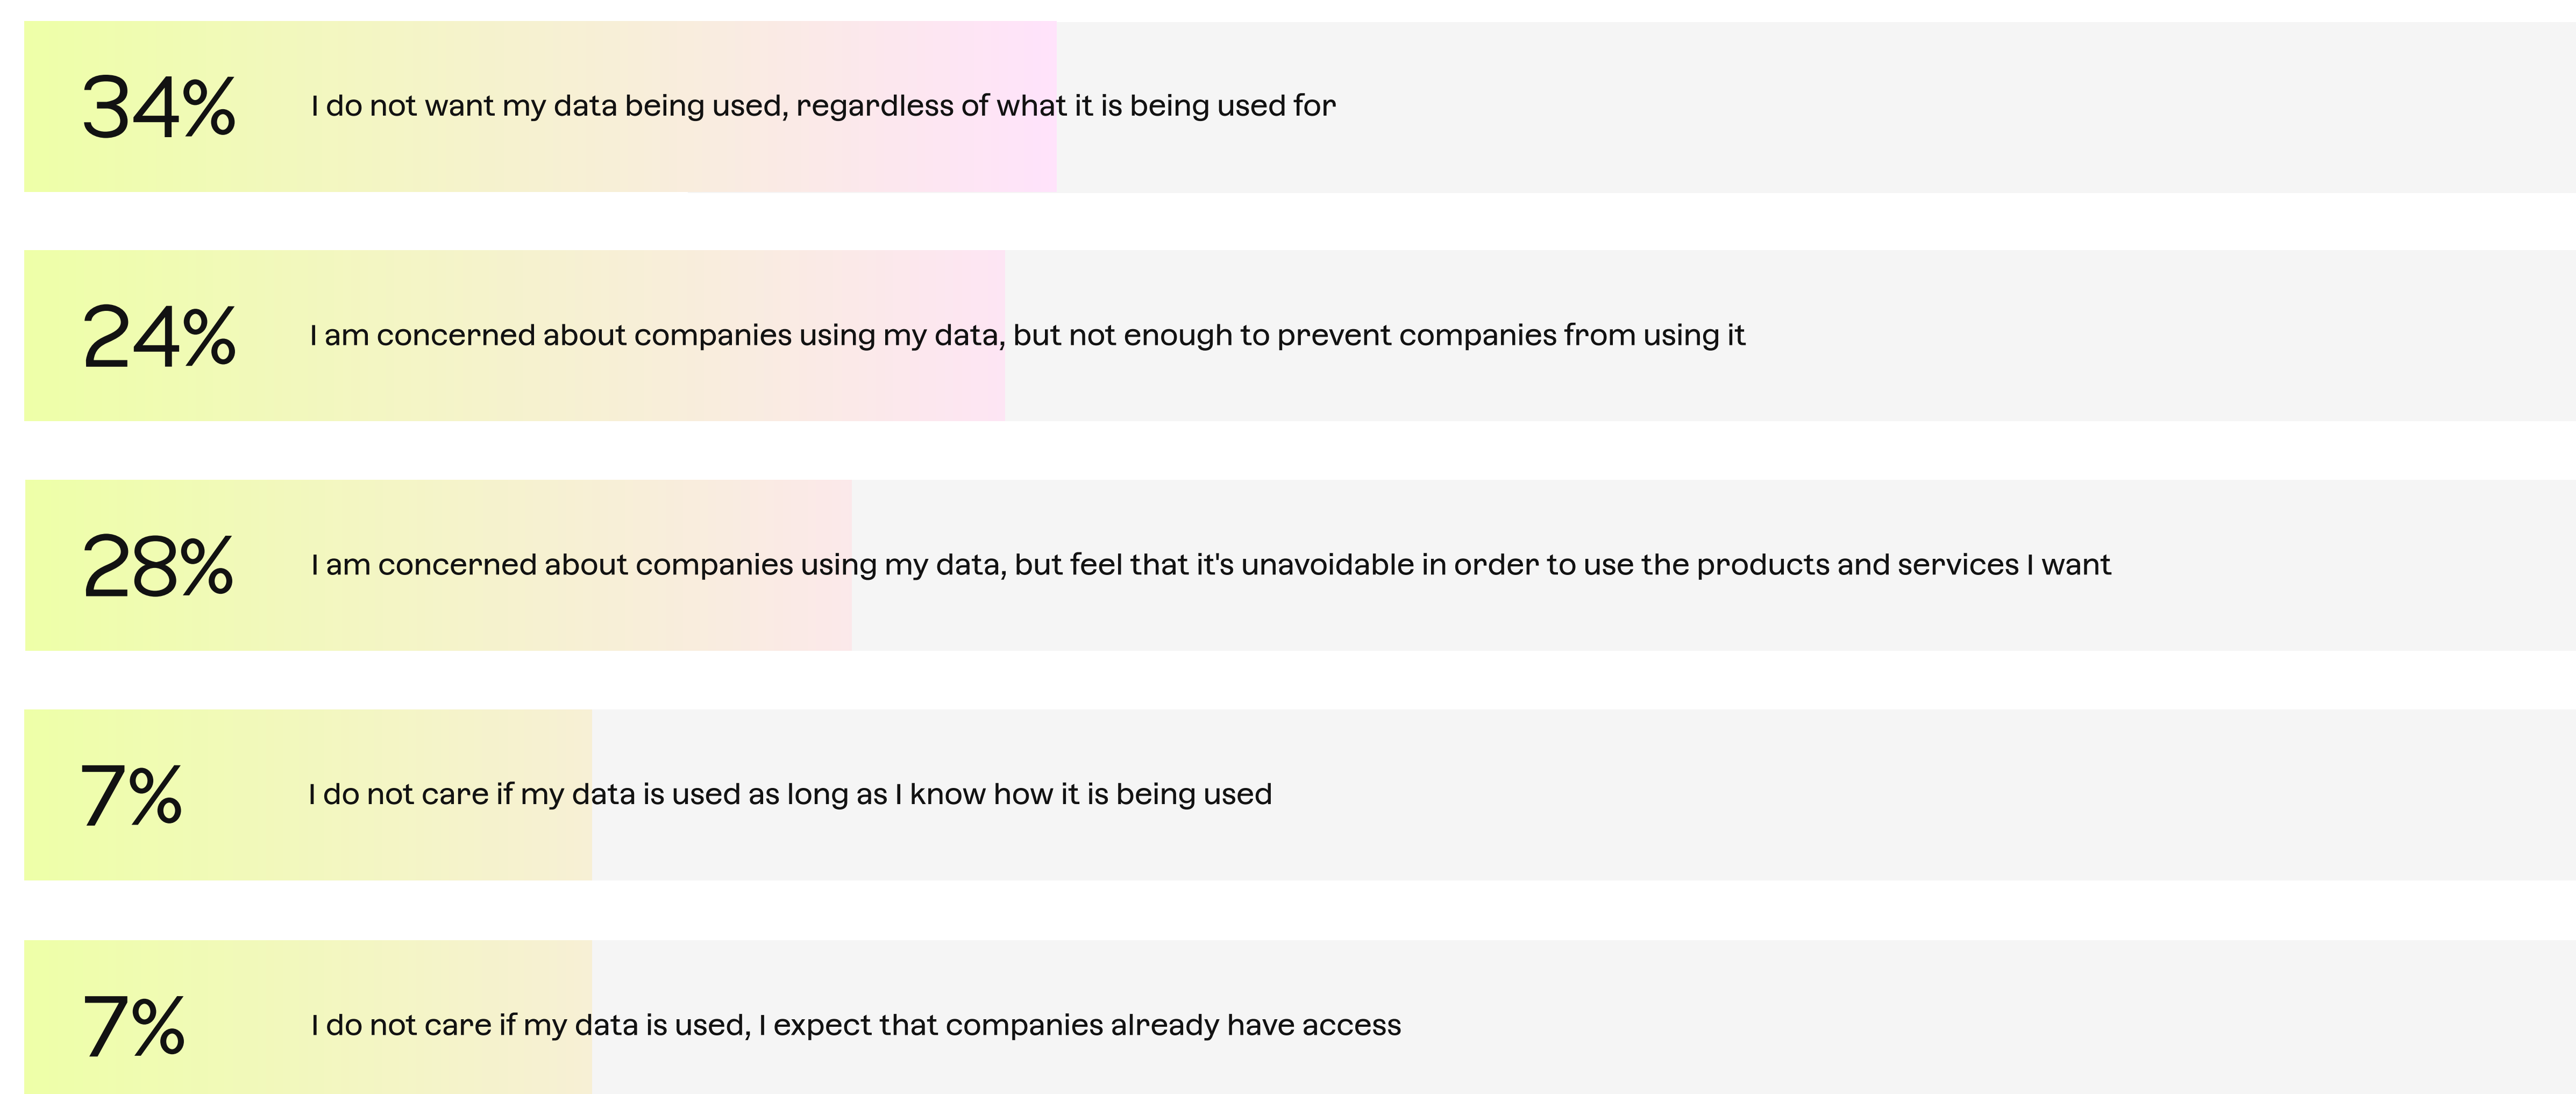 34% I do not want my data being used, regardless of what it is being used for
24% I am concerned about companies using my data, but not enough to prevent companies from using it
28% I am concerned about companies using my data, but feel that it's unavoidable in order to use the products and services I want
7% I do not care if my data is used as long as I know how it is being used
7% I do not care if my data is used, I expect that companies already have access